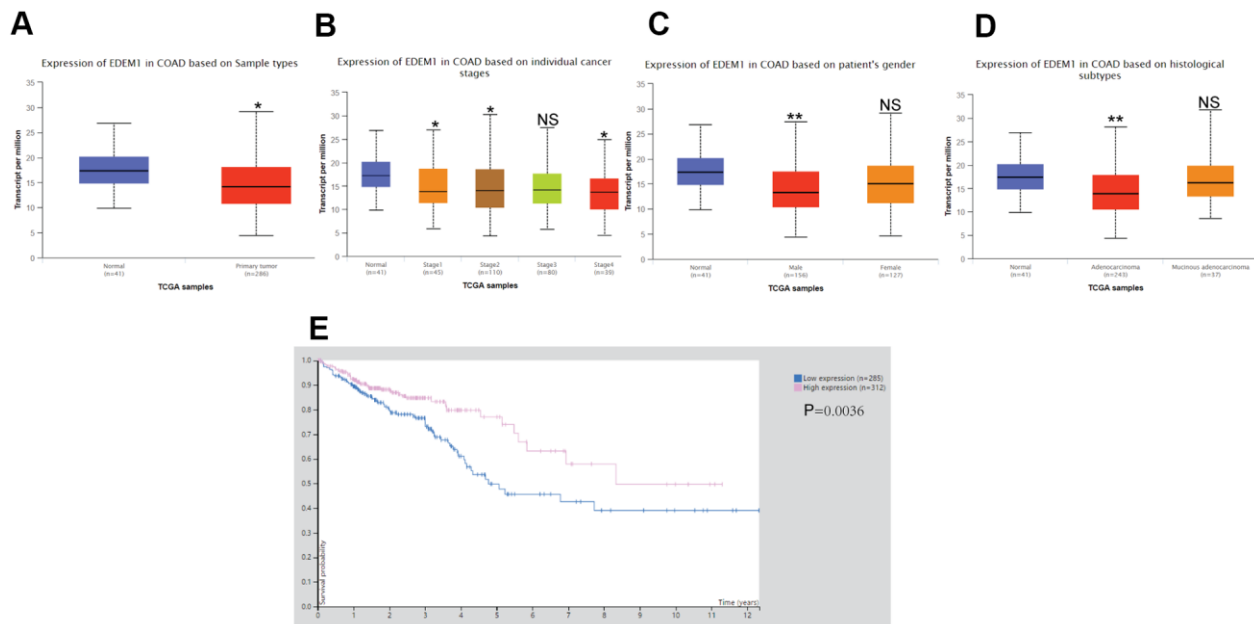 A
Expression of EDEM1 in COAD based on Sample types
Transcript per million
35
30
25
20
15
10
5
0
*
Normal
(n=41)
Primary tumor
(n=286)
TCGA samples
B
Expression of EDEM1 in COAD based on individual cancer
stages
Transcript per million
35
30
25
20
15
10
5
0
*
*
NS
*
Normal
(n=41)
Stage1
(n=45)
Stage2
(n=110)
Stage3
(n=80)
Stage4
TCGA samples
C
Expression of EDEM1 in COAD based on patient's gender
Transcript per million
35
30
25
20
15
10
5
0
**
NS
Normal
(n=41)
Male
(n=156)
Female
(n=127)
TCGA samples
D
Expression of EDEM1 in COAD based on histological
subtypes
Transcript per million
35
30
25
20
15
10
5
0
**
NS
Normal
(n=41)
Adenocarcinoma
(n=243)
Mucinous adenocarcinoma
(n=37)
TCGA samples
E
1.0
0.9
0.8
0.7
0.6
0.5
0.4
0.3
0.2
0.1
0.0
Survival probability
Time (years)
0 1 2 3 4 5 6 7 8 9 10 11 12
Low expression (n=285)
High expression (n=312)
P=0.0036